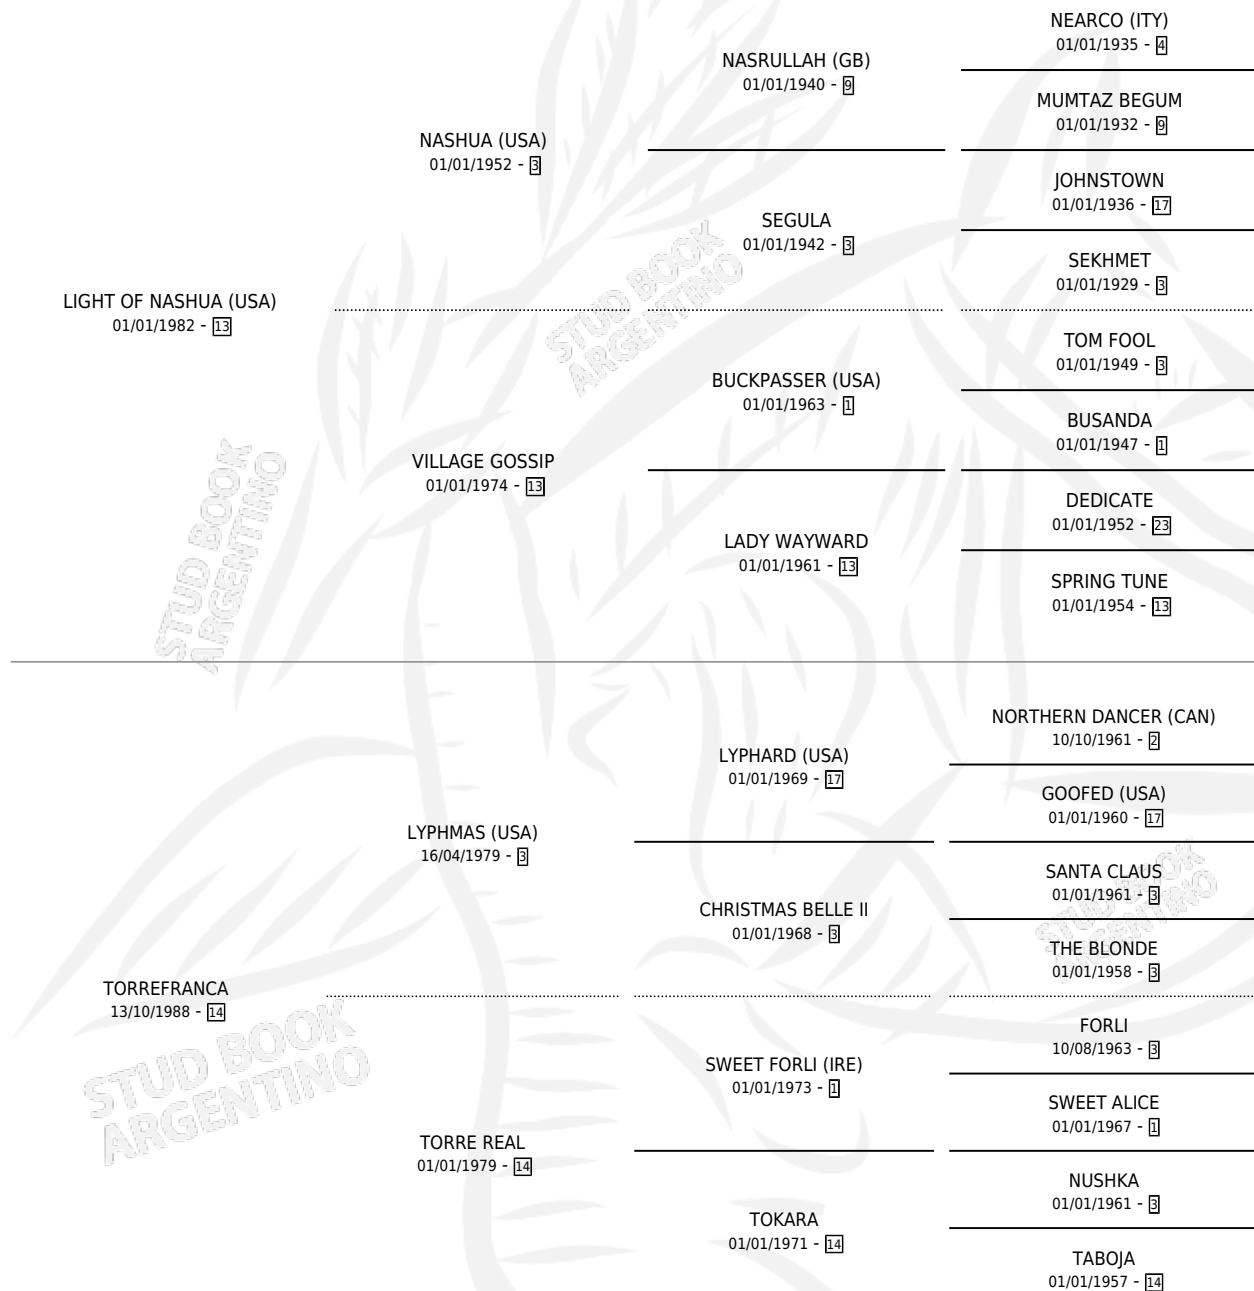 NEARCO (ITY)
01/01/1935 - 4
NASRULLAH (GB)
01/01/1940 - 9
MUMTAZ BEGUM
01/01/1932 - 9
NASHUA (USA)
01/01/1952 - 3
JOHNSTOWN
01/01/1936 - 17
SEGULA
01/01/1942 - 3
SEKHMET
01/01/1929 - 3
LIGHT OF NASHUA (USA)
01/01/1982 - 13
TOM FOOL
01/01/1949 - 3
BUCKPASSER (USA)
01/01/1963 - 1
BUSANDA
01/01/1947 - 1
VILLAGE GOSSIP
01/01/1974 - 13
DEDICATE
01/01/1952 - 23
LADY WAYWARD
01/01/1961 - 13
SPRING TUNE
01/01/1954 - 13
NORTHERN DANCER (CAN)
10/10/1961 - 2
LYPHARD (USA)
01/01/1969 - 17
GOOFED (USA)
01/01/1960 - 17
LYPHMAS (USA)
16/04/1979 - 3
SANTA CLAUS
01/01/1961 - 3
CHRISTMAS BELLE II
01/01/1968 - 3
THE BLONDE
01/01/1958 - 3
TORREFRANCA
13/10/1988 - 14
FORLI
10/08/1963 - 3
SWEET FORLI (IRE)
01/01/1973 - 1
SWEET ALICE
01/01/1967 - 1
TORRE REAL
01/01/1979 - 14
NUSHKA
01/01/1961 - 3
TOKARA
01/01/1971 - 14
TABOJA
01/01/1957 - 14
STUD BOOK
ARGENTINO
STUD BOOK
ARGENTINO
STUD BOOK
ARGENTINO
STUD BOOK
ARGENTINO